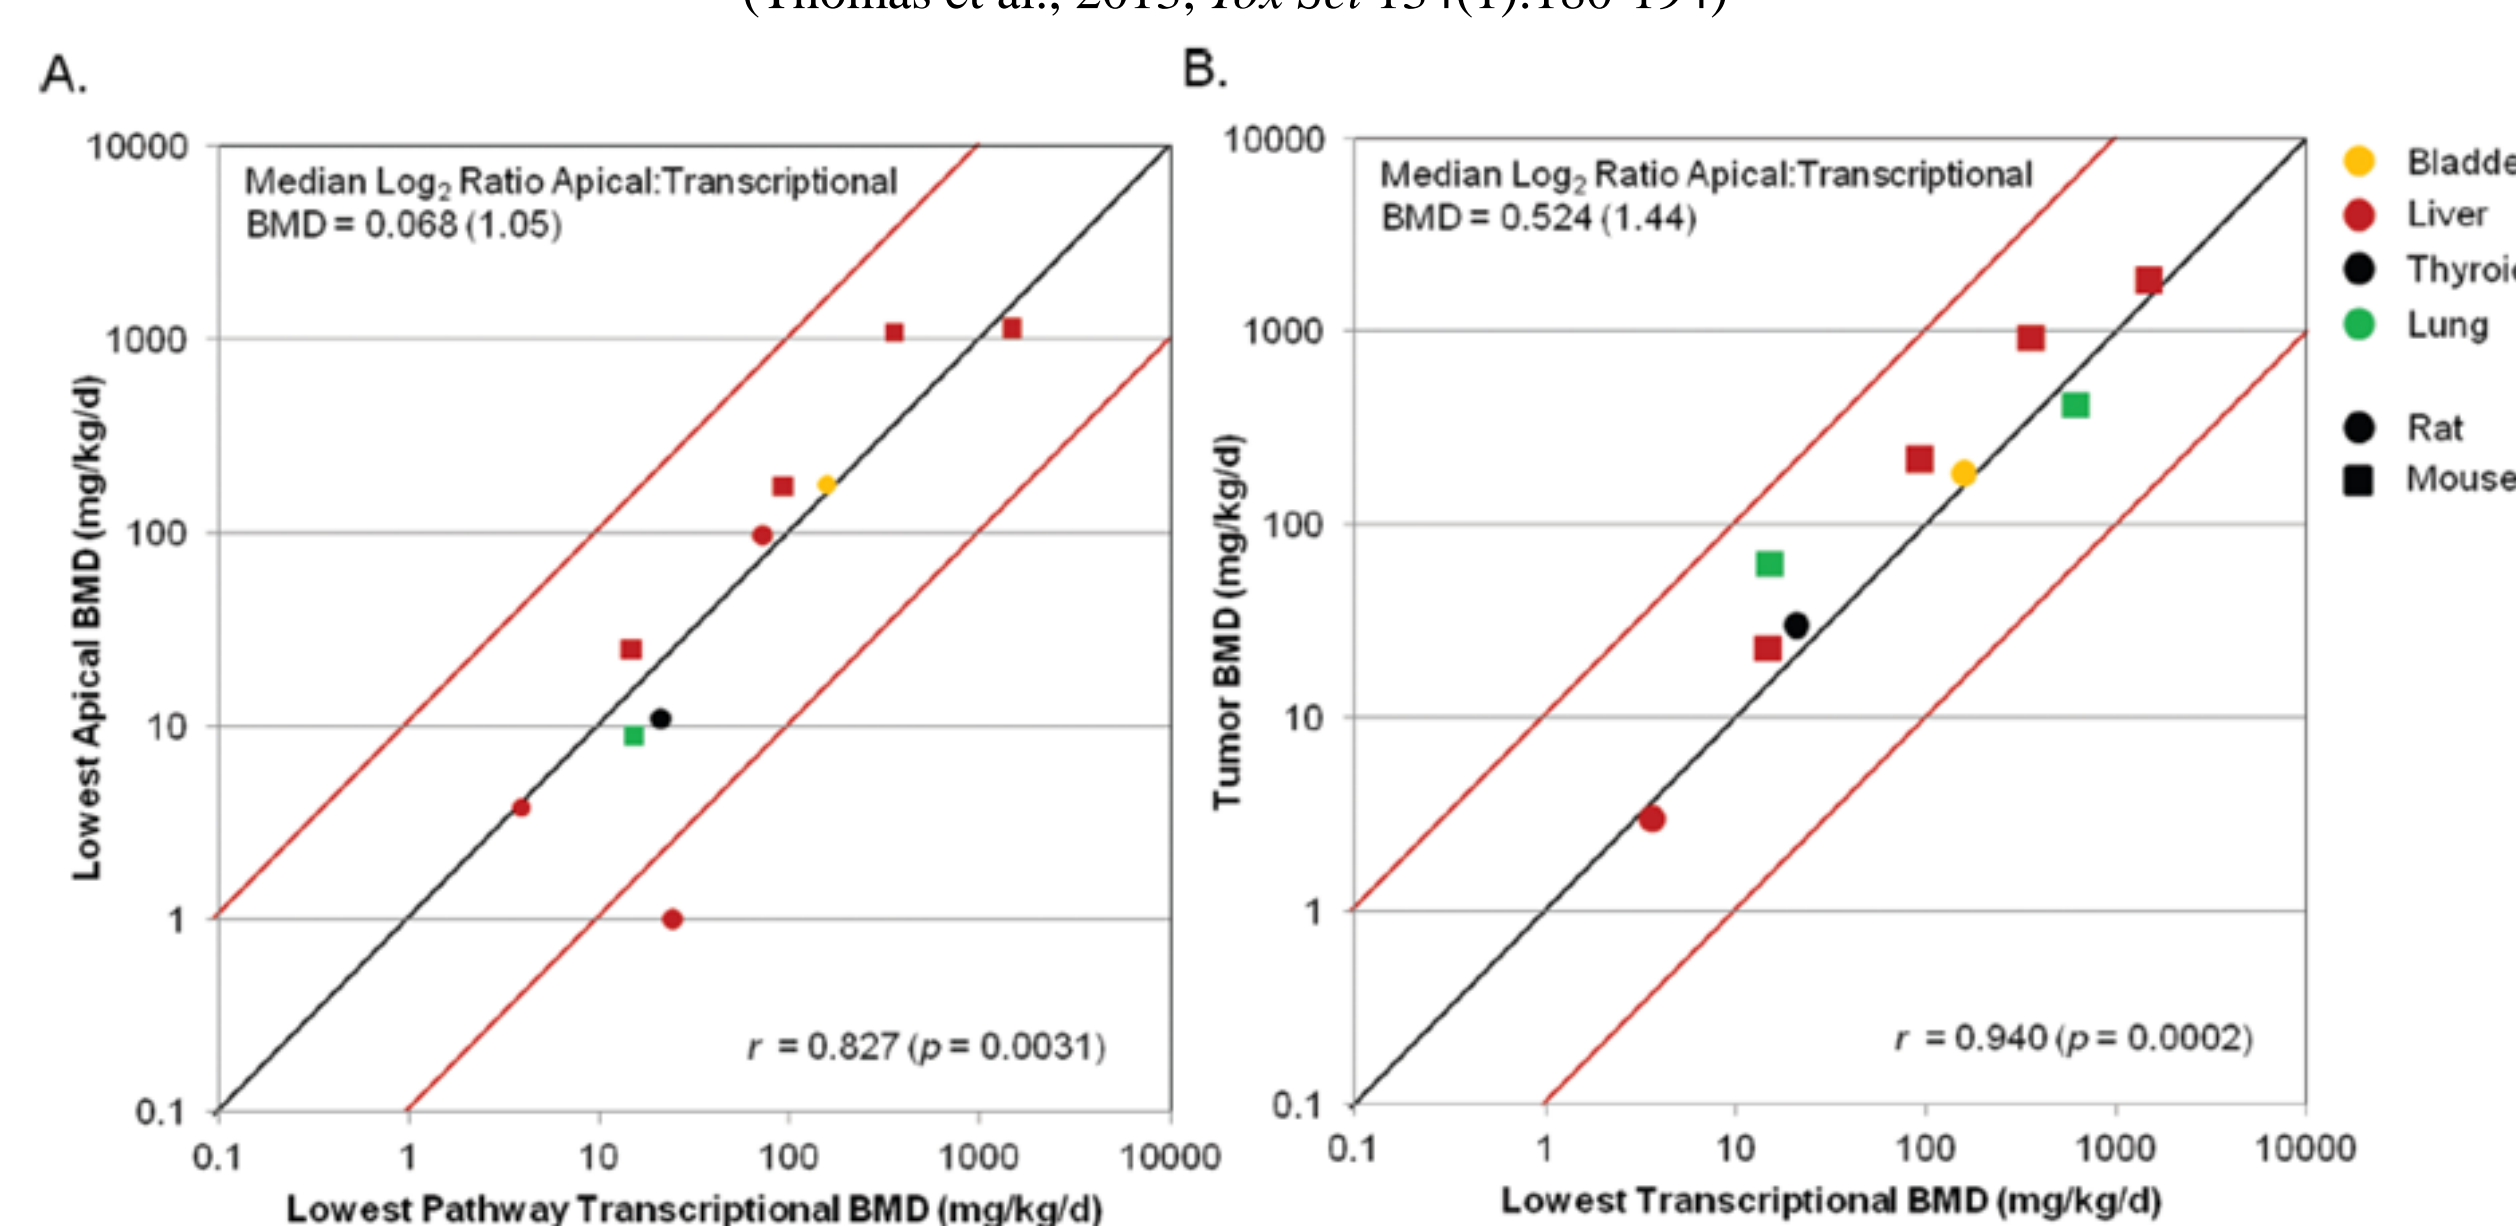 A.
10000
1000
100
10
1
0.1
0.1 1 10 100 1000 10000
Lowest Apical BMD (mg/kg/d)
Lowest Pathway Transcriptional BMD (mg/kg/d)
Median Log₂ Ratio Apical:Transcriptional
BMD = 0.068 (1.05)
r = 0.827 (p = 0.0031)
B.
10000
1000
100
10
1
0.1
0.1 1 10 100 1000 10000
Tumor BMD (mg/kg/d)
Lowest Transcriptional BMD (mg/kg/d)
Median Log₂ Ratio Apical:Transcriptional
BMD = 0.524 (1.44)
r = 0.940 (p = 0.0002)
Bladde
Liver
Thyroi
Lung
Rat
Mouse